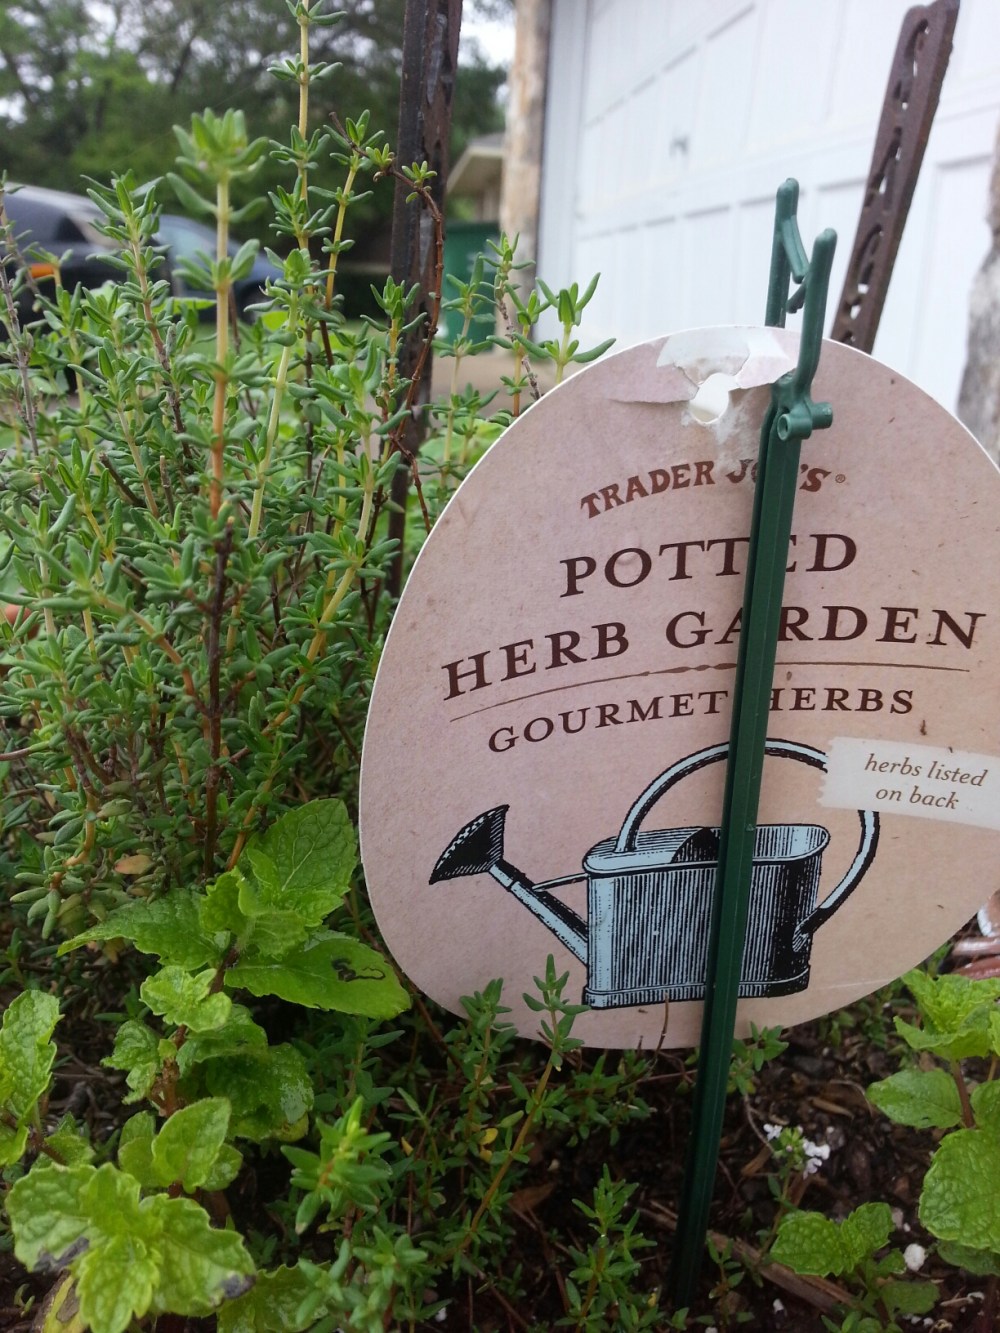 TRADER JOE'S®
POTTED
HERB GARDEN
GOURMET HERBS
herbs listed
on back